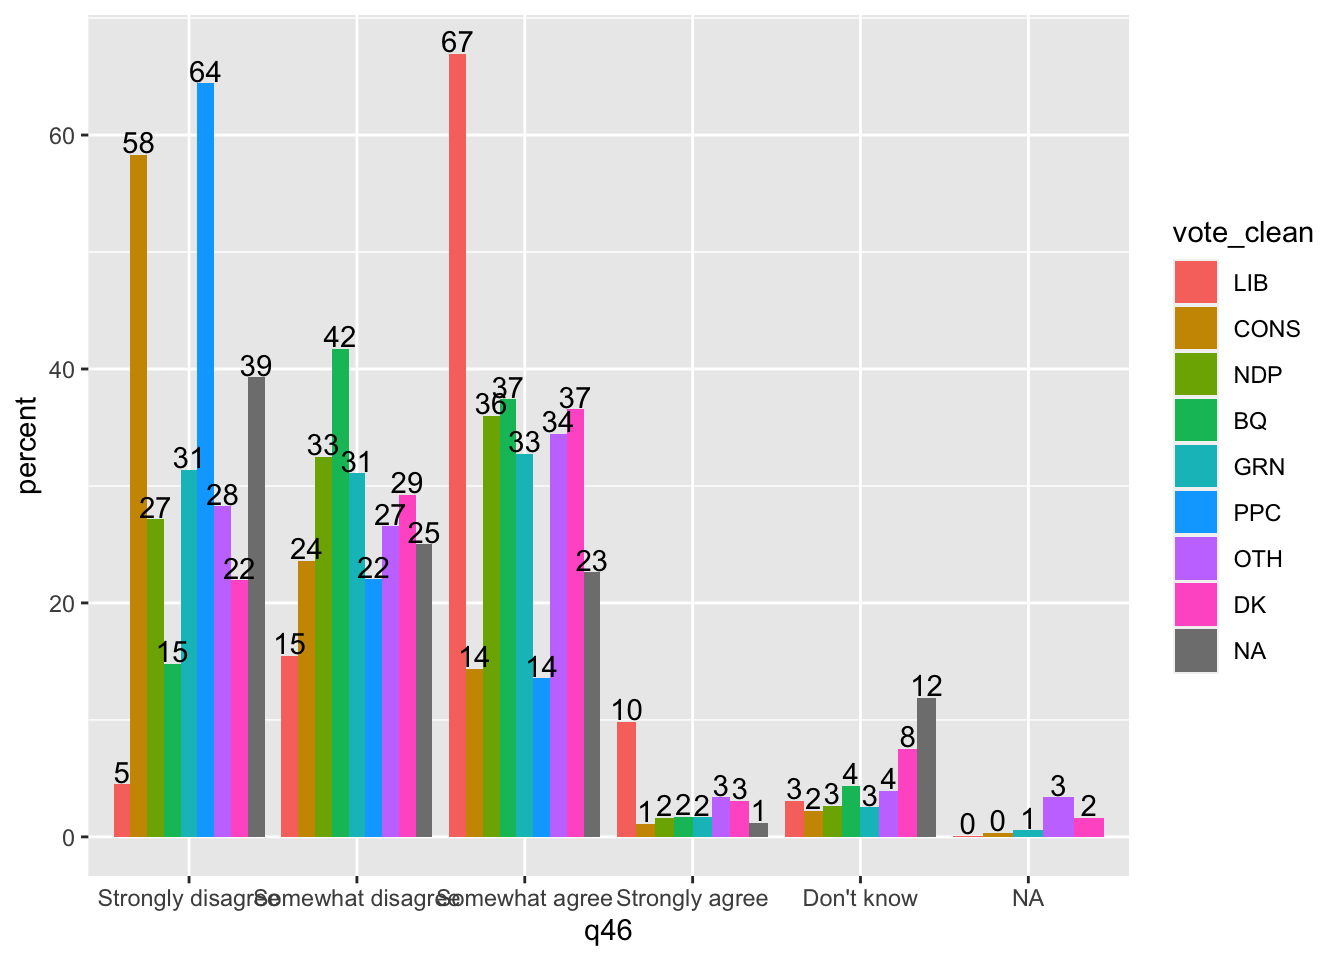 67
64
58
42
39
37
37
36
34
33
33
31
31
29
28
27
27
25
24
23
22
22
15
15
14
14
12
10
8
5
4
4
3
3
3
3
3
3
2
2
2
2
2
1
1
1
0
0
60
40
20
0
percent
Strongly disagree
Somewhat disagree
Somewhat agree
Strongly agree
Don't know
NA
q46
vote_clean
LIB
CONS
NDP
BQ
GRN
PPC
OTH
DK
NA